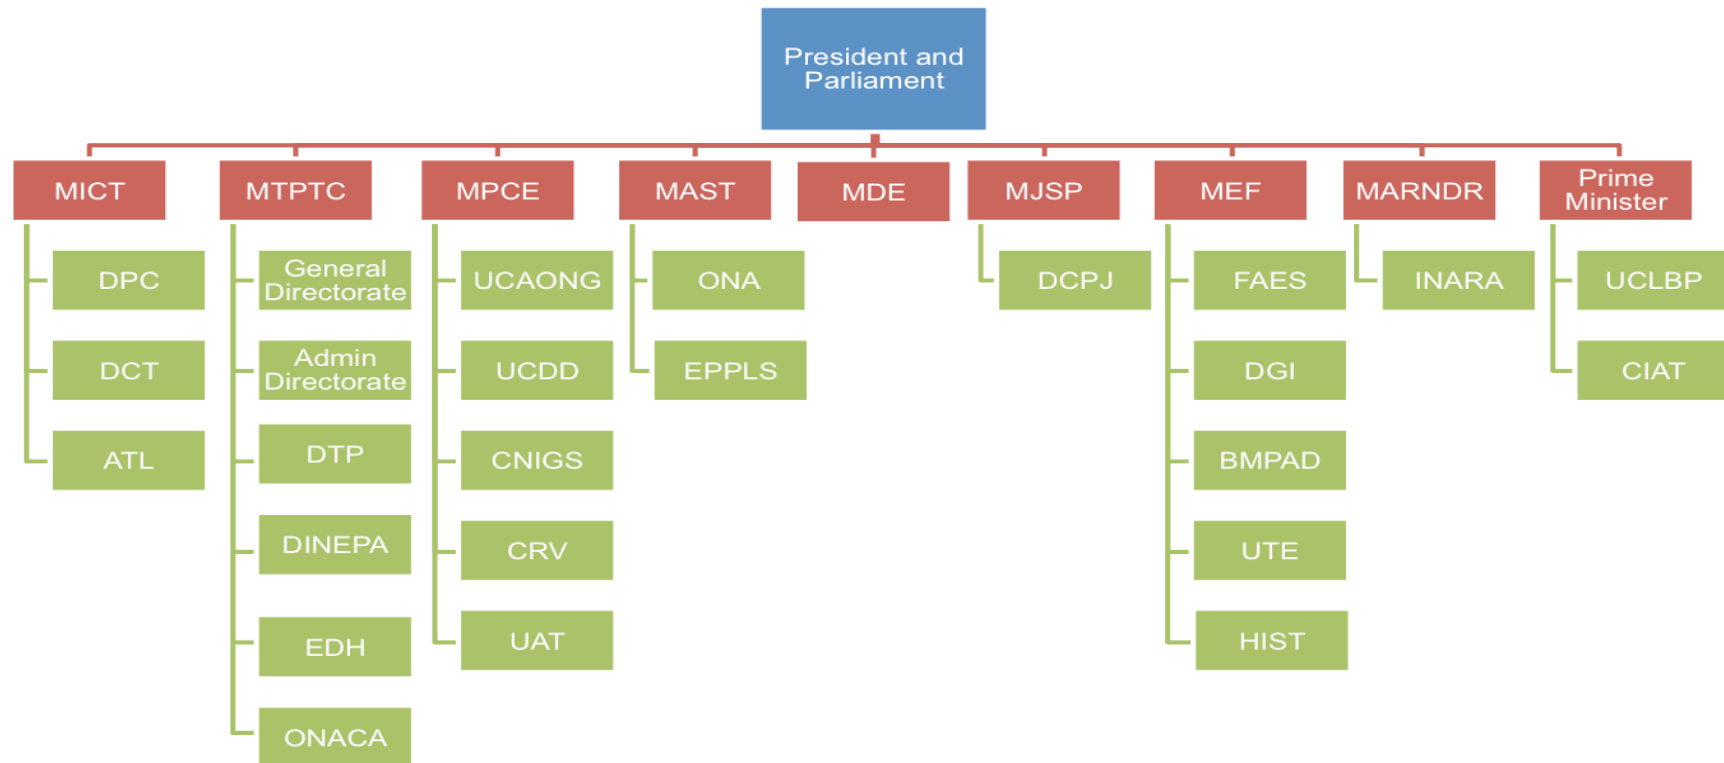 President and
Parliament
MICT
MTPTC
MPCE
MAST
MDE
MJSP
MEF
MARNDR
Prime
Minister
DPC
General
Directorate
UCAONG
ONA
DCPJ
FAES
INARA
UCLBP
DCT
Admin
Directorate
UCDD
EPPLS
DGI
CIAT
ATL
DTP
CNIGS
BMPAD
DINEPA
CRV
UTE
EDH
UAT
HIST
ONACA